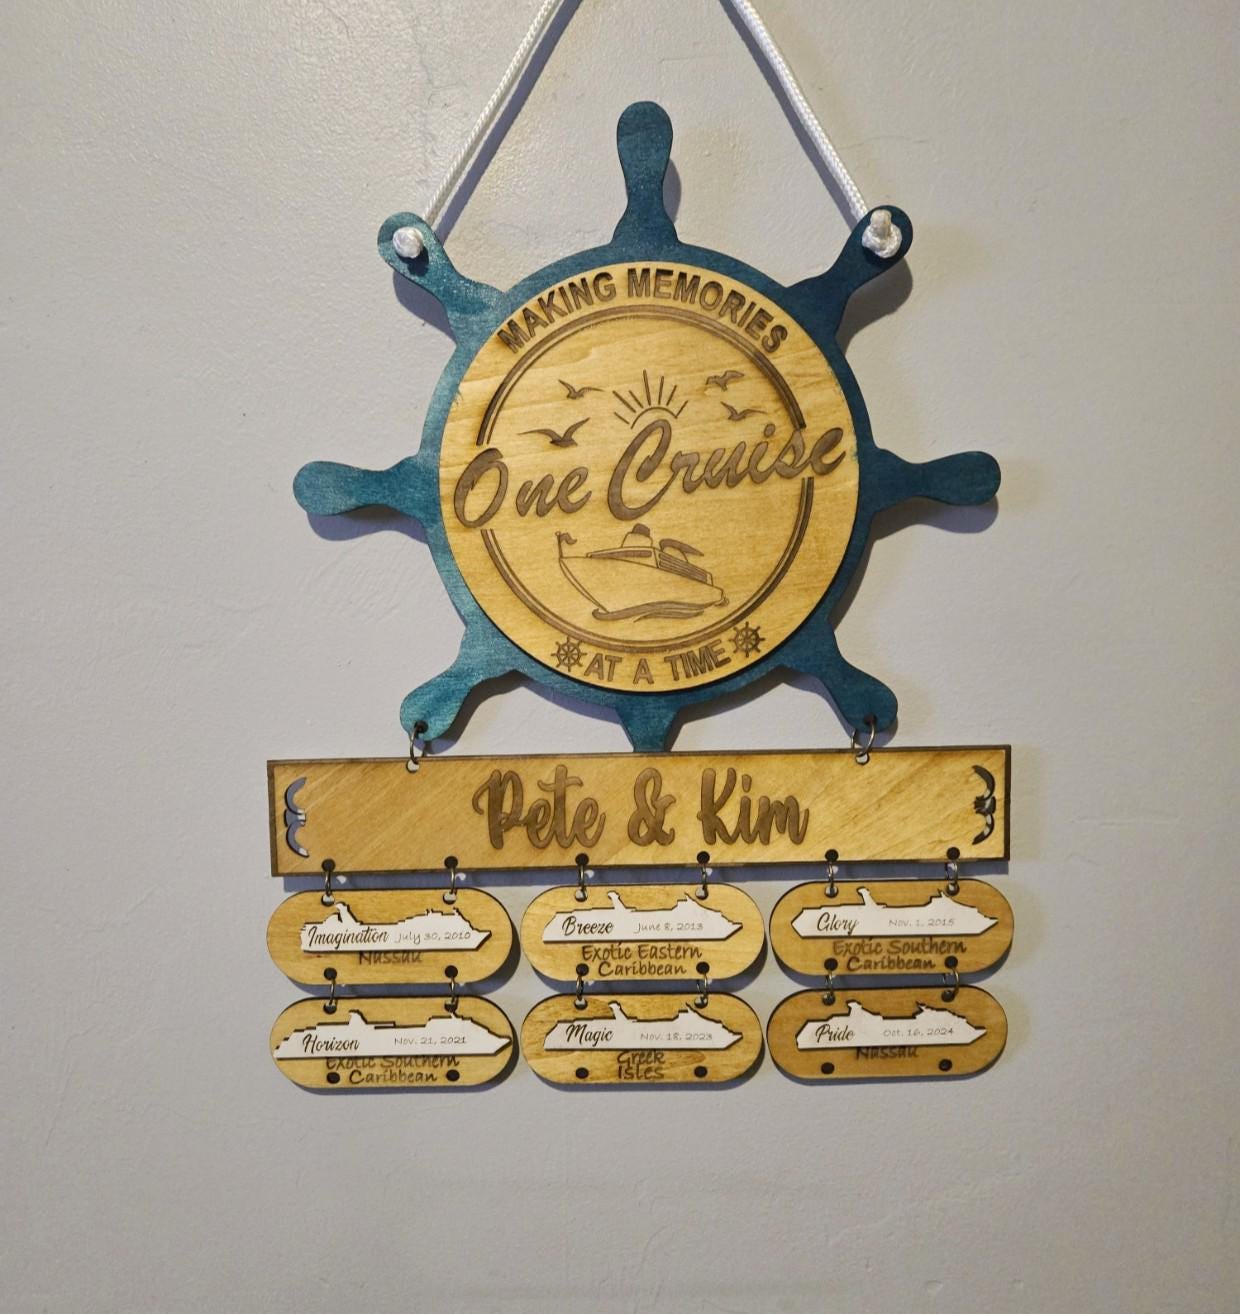 MAKING MEMORIES
One Cruise
AT A TIME
Pete & Kim
Imagination July 30, 2010
Nassau
Breeze June 8, 2013
Exotic Eastern
Caribbean
Glory Nov. 1, 2015
Exotic Southern
Caribbean
Horizon Nov. 21, 2021
Exotic Southern
Caribbean
Magic Nov. 18, 2023
Greek
Isles
Pride Oct. 16, 2024
Nassau